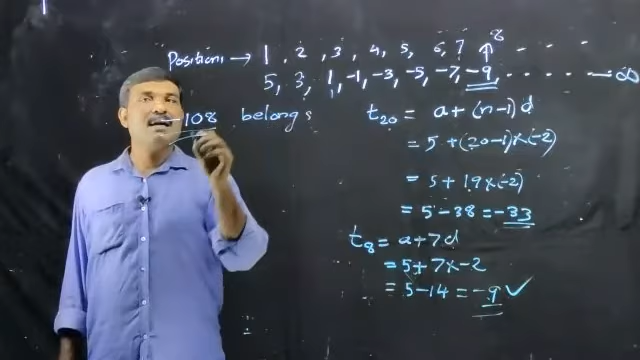 Positions → 1, 2, 3, 4, 5, 6, 7 8 - - -
5, 3, 1, -1, -3, -5, -7, -9, ........ -∞
-108 belongs
t₂₀ = a+(n-1)d
= 5+(20-1)×(-2)
= 5+19×(-2)
= 5-38 = -33
t₈ = a+7d
= 5+7×-2
= 5-14 = -9 ✓